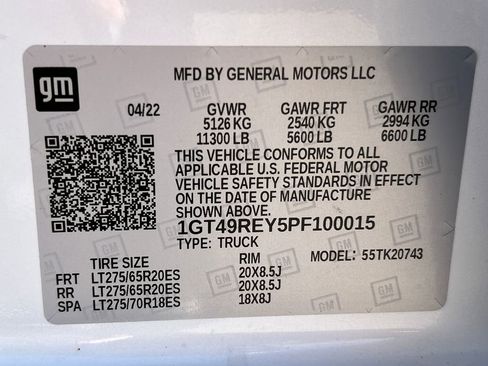 gm
MFD BY GENERAL MOTORS LLC
04/22 GVWR GAWR FRT GAWR RR
5126 KG 2540 KG 2994 KG
11300 LB 5600 LB 6600 LB
THIS VEHICLE CONFORMS TO ALL
APPLICABLE U.S. FEDERAL MOTOR
VEHICLE SAFETY STANDARDS IN EFFECT
ON THE DATE OF MANUFACTURE
SHOWN ABOVE.
1GT49REY5PF100015
TYPE: TRUCK MODEL: 55TK20743
TIRE SIZE RIM
FRT LT275/65R20ES 20X8.5J
RR LT275/65R20ES 20X8.5J
SPA LT275/70R18ES 18X8J